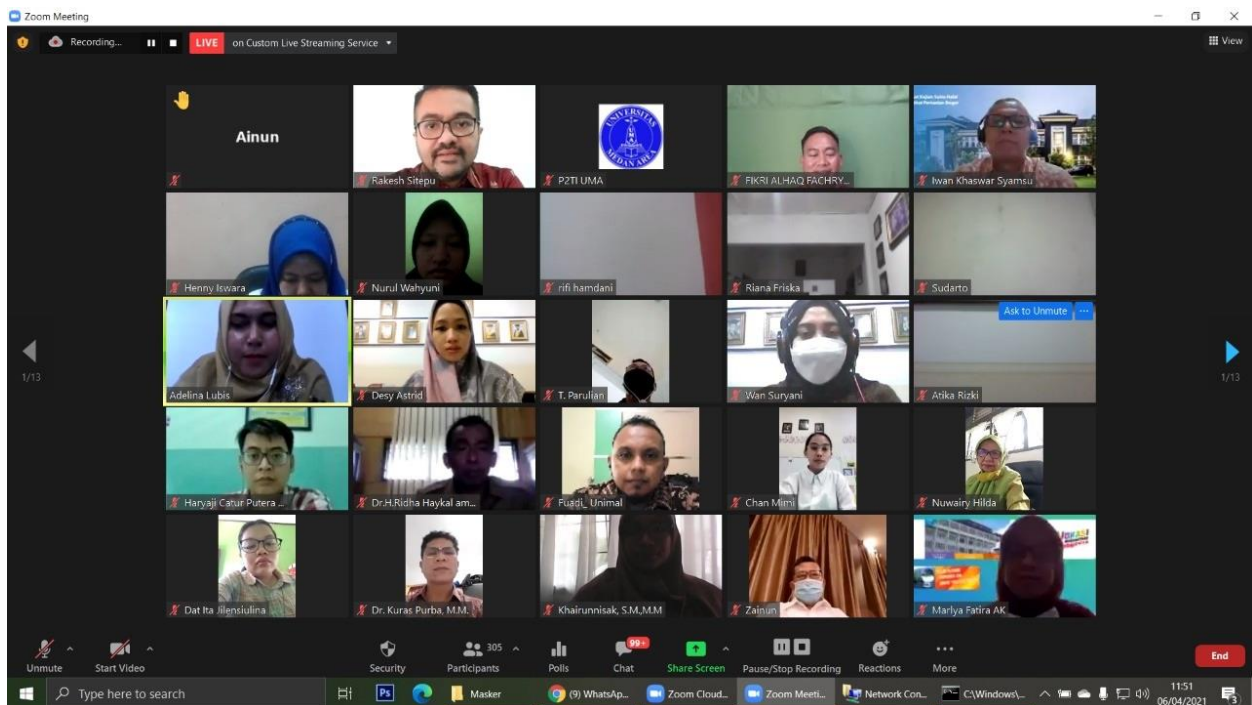 Zoom Meeting
Recording...
LIVE on Custom Live Streaming Service
View
Ainun
Rakesh Sitepu
UNIVERSITAS MEDAN AREA
P2TI UMA
FIKRI ALHAQ FACHRY...
Iwan Khaswar Syamsu
Henny Iswara
Nurul Wahyuni
rifi hamdani
Riana Friska
Sudarto
Ask to Unmute ...
Adelina Lubis
Desy Astrid
T. Parulian
Wan Suryani
Atika Rizki
1/13
1/13
Haryaji Catur Putera ...
Dr.H.Ridha Haykal am...
Fuadi_ Unimal
Chan Mimi
Nuwairy Hilda
Dat Ita Jilensiulina
Dr. Kuras Purba, M.M.
Khairunnisak, S.M.,M.M
Zainun
Marlya Fatira AK
305
99+
Unmute
Start Video
Security
Participants
Polls
Chat
Share Screen
Pause/Stop Recording
Reactions
More
End
Type here to search
Ps
Masker
(9) WhatsAp...
Zoom Cloud...
Zoom Meeti...
Network Con...
C:\Windows\...
11:51
06/04/2021
3